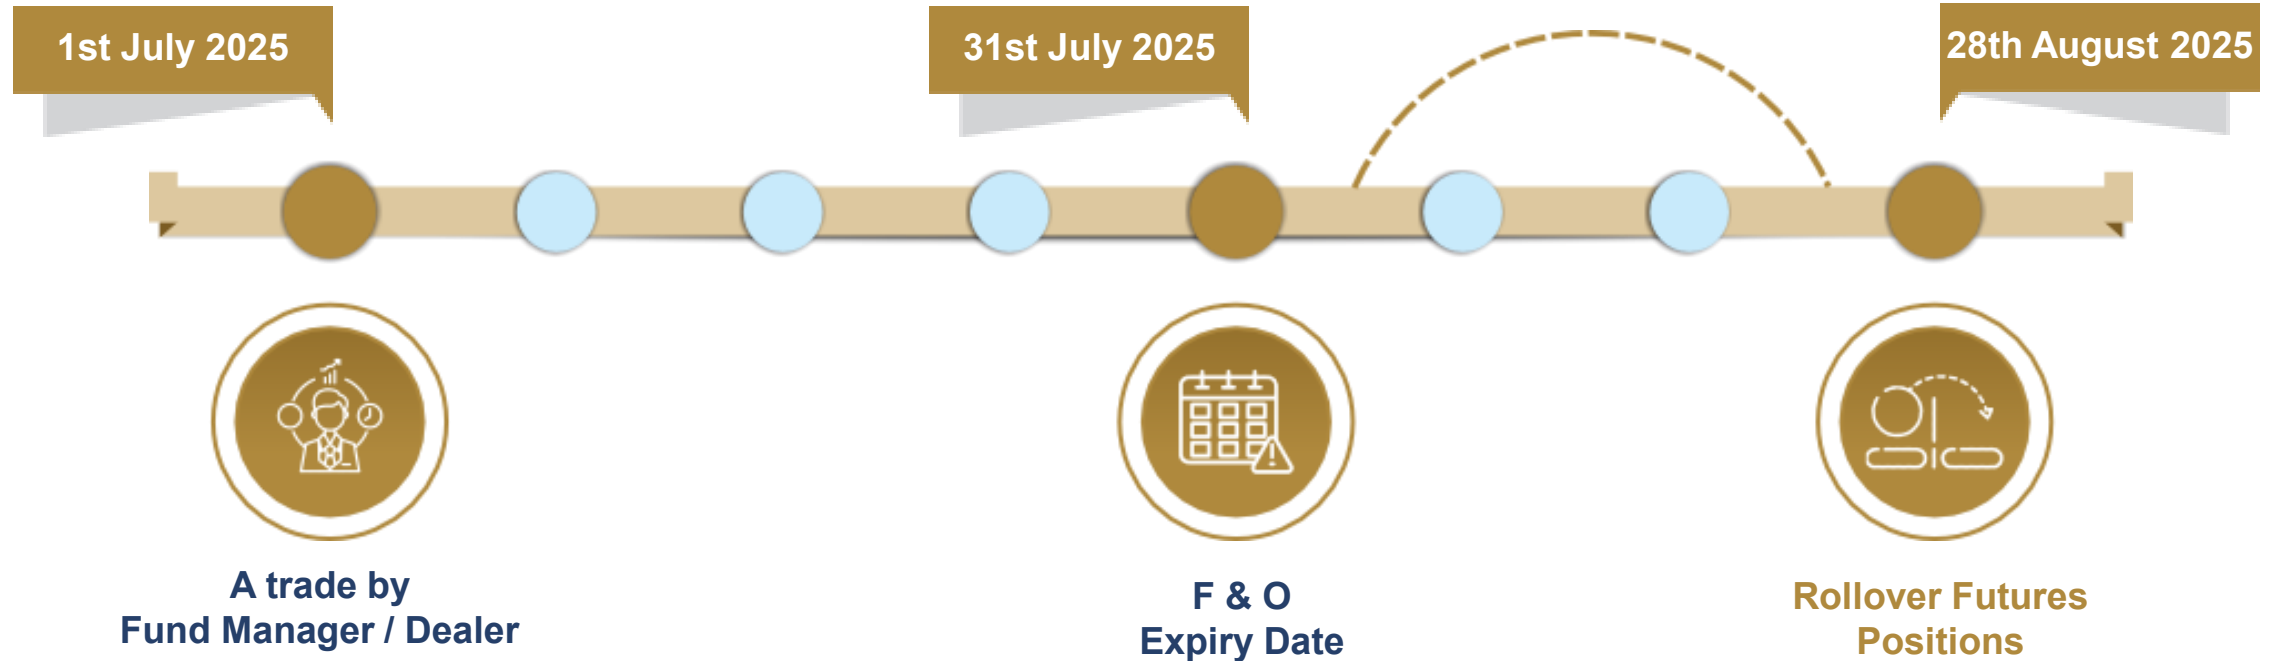 1st July 2025
31st July 2025
28th August 2025
A trade by
Fund Manager / Dealer
F & O
Expiry Date
Rollover Futures
Positions